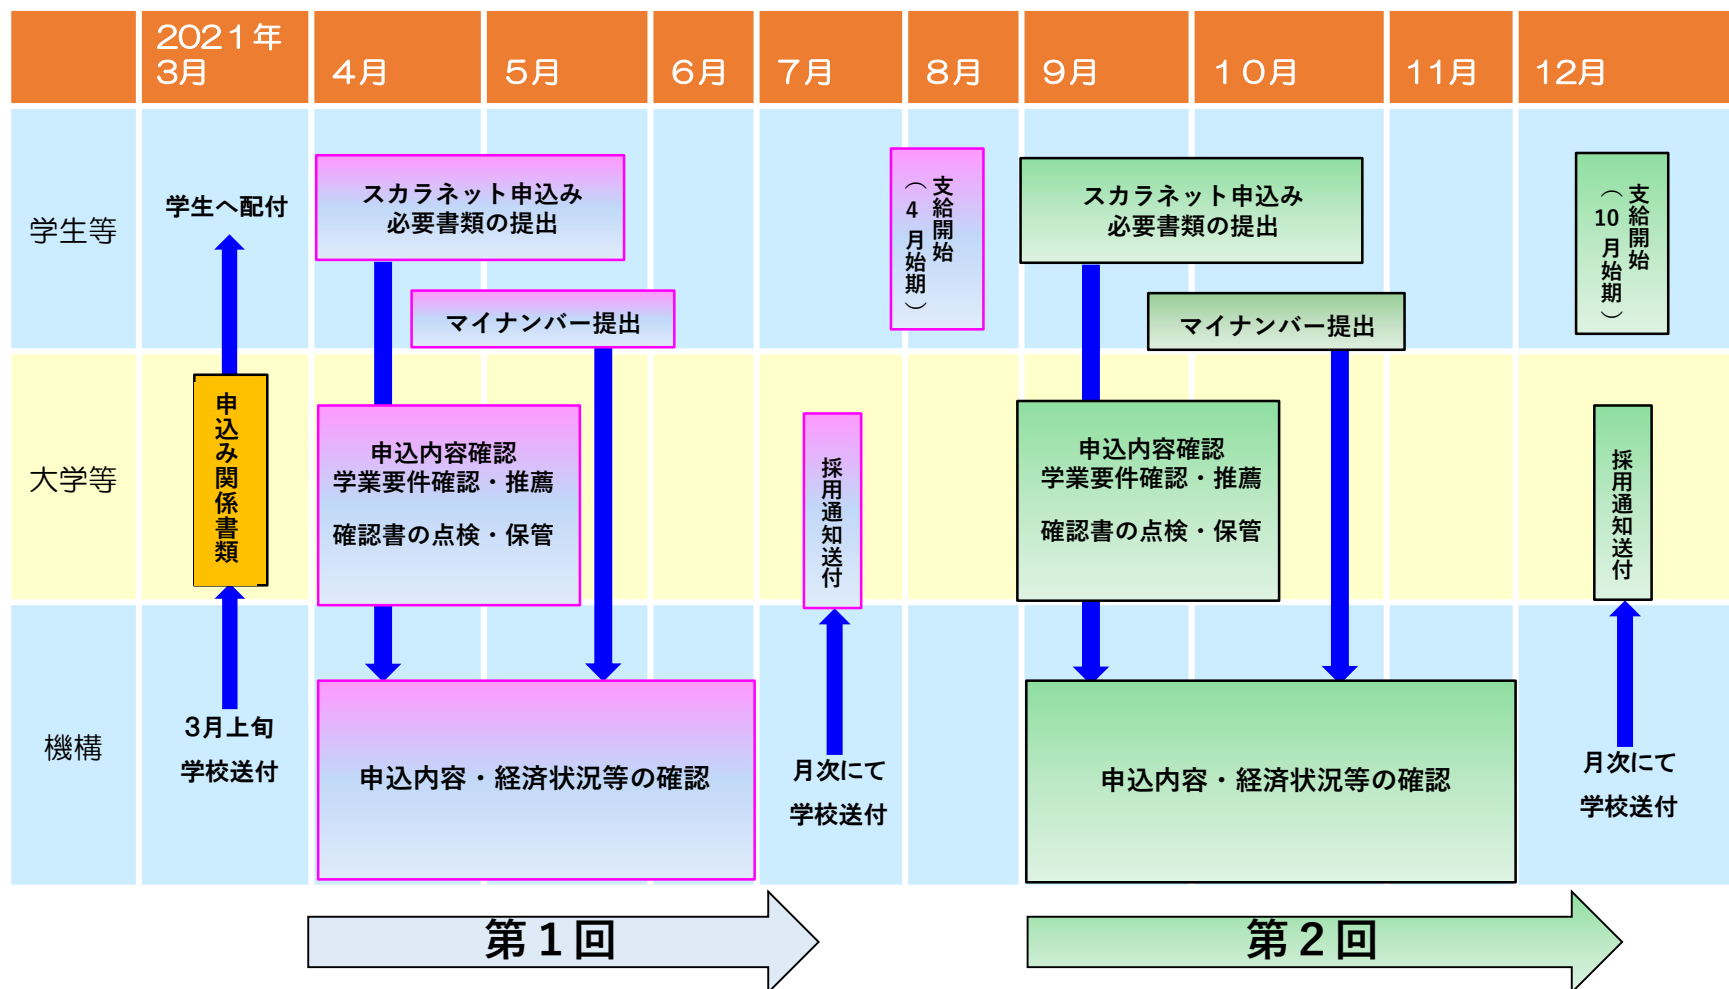 2021年
3月
4月
5月
6月
7月
8月
9月
10月
11月
12月
学生等
学生へ配付
スカラネット申込み
必要書類の提出
マイナンバー提出
支給開始
（4月始期）
スカラネット申込み
必要書類の提出
マイナンバー提出
支給開始
（10月始期）
大学等
申込み関係書類
申込内容確認
学業要件確認・推薦
確認書の点検・保管
採用通知送付
申込内容確認
学業要件確認・推薦
確認書の点検・保管
採用通知送付
機構
3月上旬
学校送付
申込内容・経済状況等の確認
月次にて
学校送付
申込内容・経済状況等の確認
月次にて
学校送付
第1回
第2回